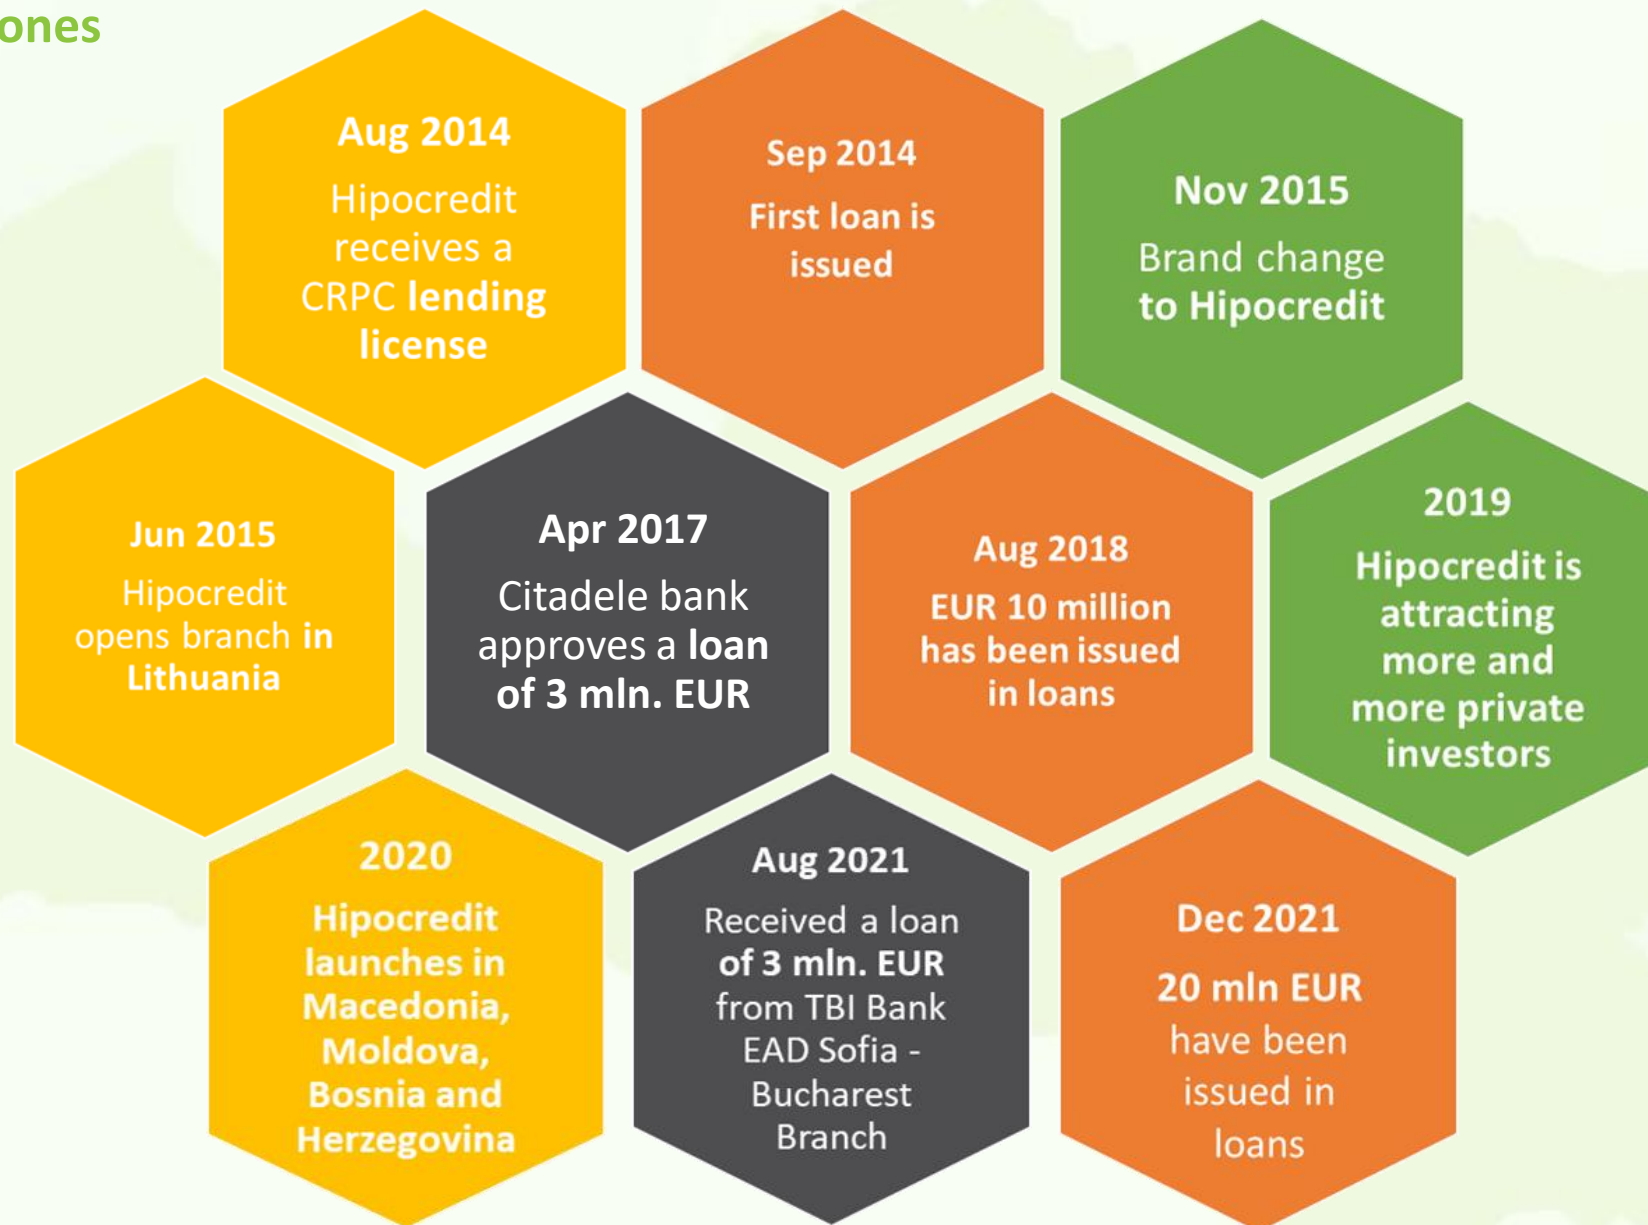 ones
Aug 2014
Hipocredit
receives a
CRPC lending
license
Sep 2014
First loan is
issued
Nov 2015
Brand change
to Hipocredit
Jun 2015
Hipocredit
opens branch in
Lithuania
Apr 2017
Citadele bank
approves a loan
of 3 mln. EUR
Aug 2018
EUR 10 million
has been issued
in loans
2019
Hipocredit is
attracting
more and
more private
investors
2020
Hipocredit
launches in
Macedonia,
Moldova,
Bosnia and
Herzegovina
Aug 2021
Received a loan
of 3 mln. EUR
from TBI Bank
EAD Sofia -
Bucharest
Branch
Dec 2021
20 mln EUR
have been
issued in
loans